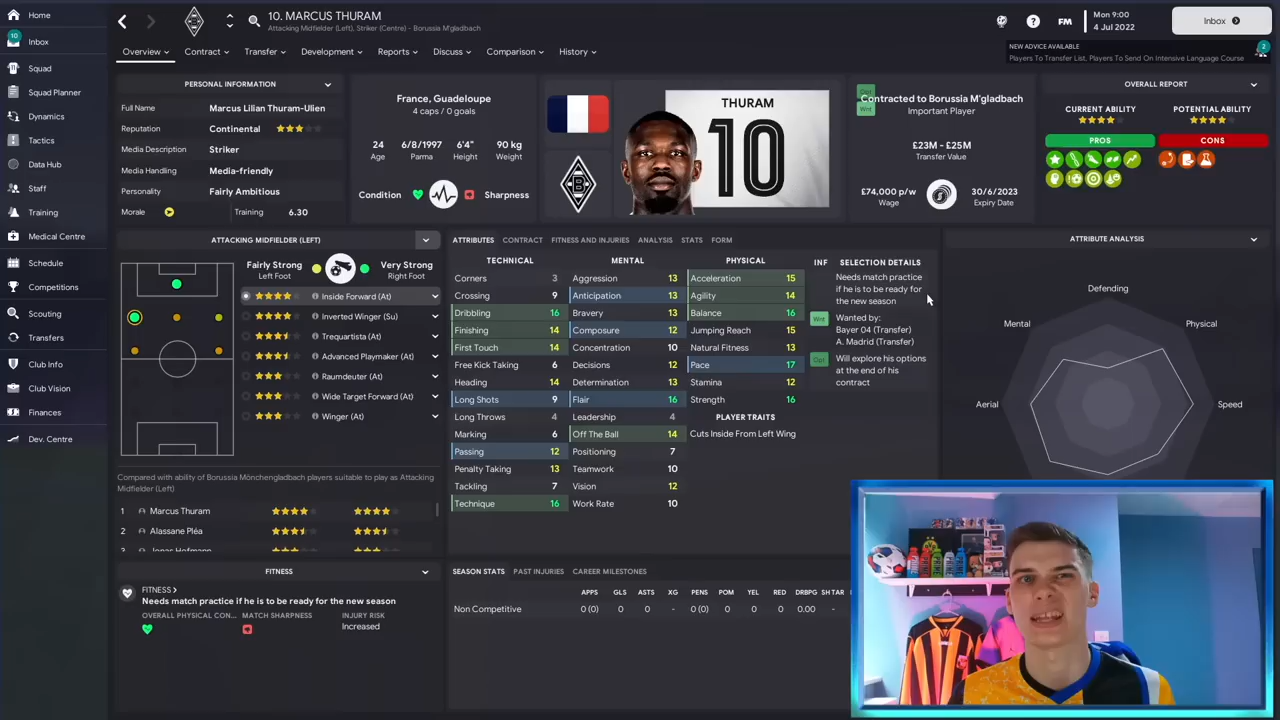 Home
10
Inbox
Squad
Squad Planner
Dynamics
Tactics
Data Hub
Staff
Training
Medical Centre
Schedule
Competitions
Scouting
Transfers
Club Info
Club Vision
Finances
Dev. Centre
10. MARCUS THURAM
Attacking Midfielder (Left), Striker (Centre) - Borussia M'gladbach
FM
Mon 9:00
4 Jul 2022
Inbox
Overview
Contract
Transfer
Development
Reports
Discuss
Comparison
History
NEW ADVICE AVAILABLE
Players To Transfer List, Players To Send On Intensive Language Course
2
PERSONAL INFORMATION
Full Name Marcus Lilian Thuram-Ulien
Reputation Continental
Media Description Striker
Media Handling Media-friendly
Personality Fairly Ambitious
Morale Training 6.30
France, Guadeloupe
4 caps / 0 goals
24 1997 6'4" 90 kg
Age Parma Height Weight
Condition Sharpness
THURAM
10
Contracted to Borussia M'gladbach
Important Player
£23M - £25M
Transfer Value
£74,000 p/w 30/6/2023
Wage Expiry Date
OVERALL REPORT
CURRENT ABILITY POTENTIAL ABILITY
PROS CONS
ATTACKING MIDFIELDER (LEFT)
Fairly Strong Very Strong
Left Foot Right Foot
Inside Forward (At)
Inverted Winger (Su)
Trequartista (At)
Advanced Playmaker (At)
Raumdeuter (At)
Wide Target Forward (At)
Winger (At)
Compared with ability of Borussia Mönchengladbach players suitable to play as Attacking
Midfielder (Left)
1 Marcus Thuram
2 Alassane Pléa
3 Jonas Hofmann
ATTRIBUTES CONTRACT FITNESS AND INJURIES ANALYSIS STATS FORM
TECHNICAL
Corners 3
Crossing 9
Dribbling 16
Finishing 14
First Touch 14
Free Kick Taking 6
Heading 14
Long Shots 9
Long Throws 4
Marking 6
Passing 12
Penalty Taking 13
Tackling 7
Technique 16
MENTAL
Aggression 13
Anticipation 13
Bravery 13
Composure 12
Concentration 10
Decisions 12
Determination 13
Flair 16
Leadership 4
Off The Ball 14
Positioning 7
Teamwork 10
Vision 12
Work Rate 10
PHYSICAL
Acceleration 15
Agility 14
Balance 16
Jumping Reach 15
Natural Fitness 13
Pace 17
Stamina 12
Strength 16
PLAYER TRAITS
Cuts Inside From Left Wing
INF SELECTION DETAILS
Needs match practice
if he is to be ready for
the new season
Wnt
Wanted by:
Bayer 04 (Transfer)
A. Madrid (Transfer)
Opt
Will explore his options
at the end of his
contract
ATTRIBUTE ANALYSIS
Defending
Mental Physical
Aerial Speed
FITNESS
FITNESS
Needs match practice if he is to be ready for the new season
OVERALL PHYSICAL CON... MATCH SHARPNESS INJURY RISK
Increased
SEASON STATS PAST INJURIES CAREER MILESTONES
APPS GLS ASTS XG PENS POM YEL RED DRBPG SH TAR
Non Competitive 0 (0) 0 0 - 0 (0) 0 0 0 0.00 -